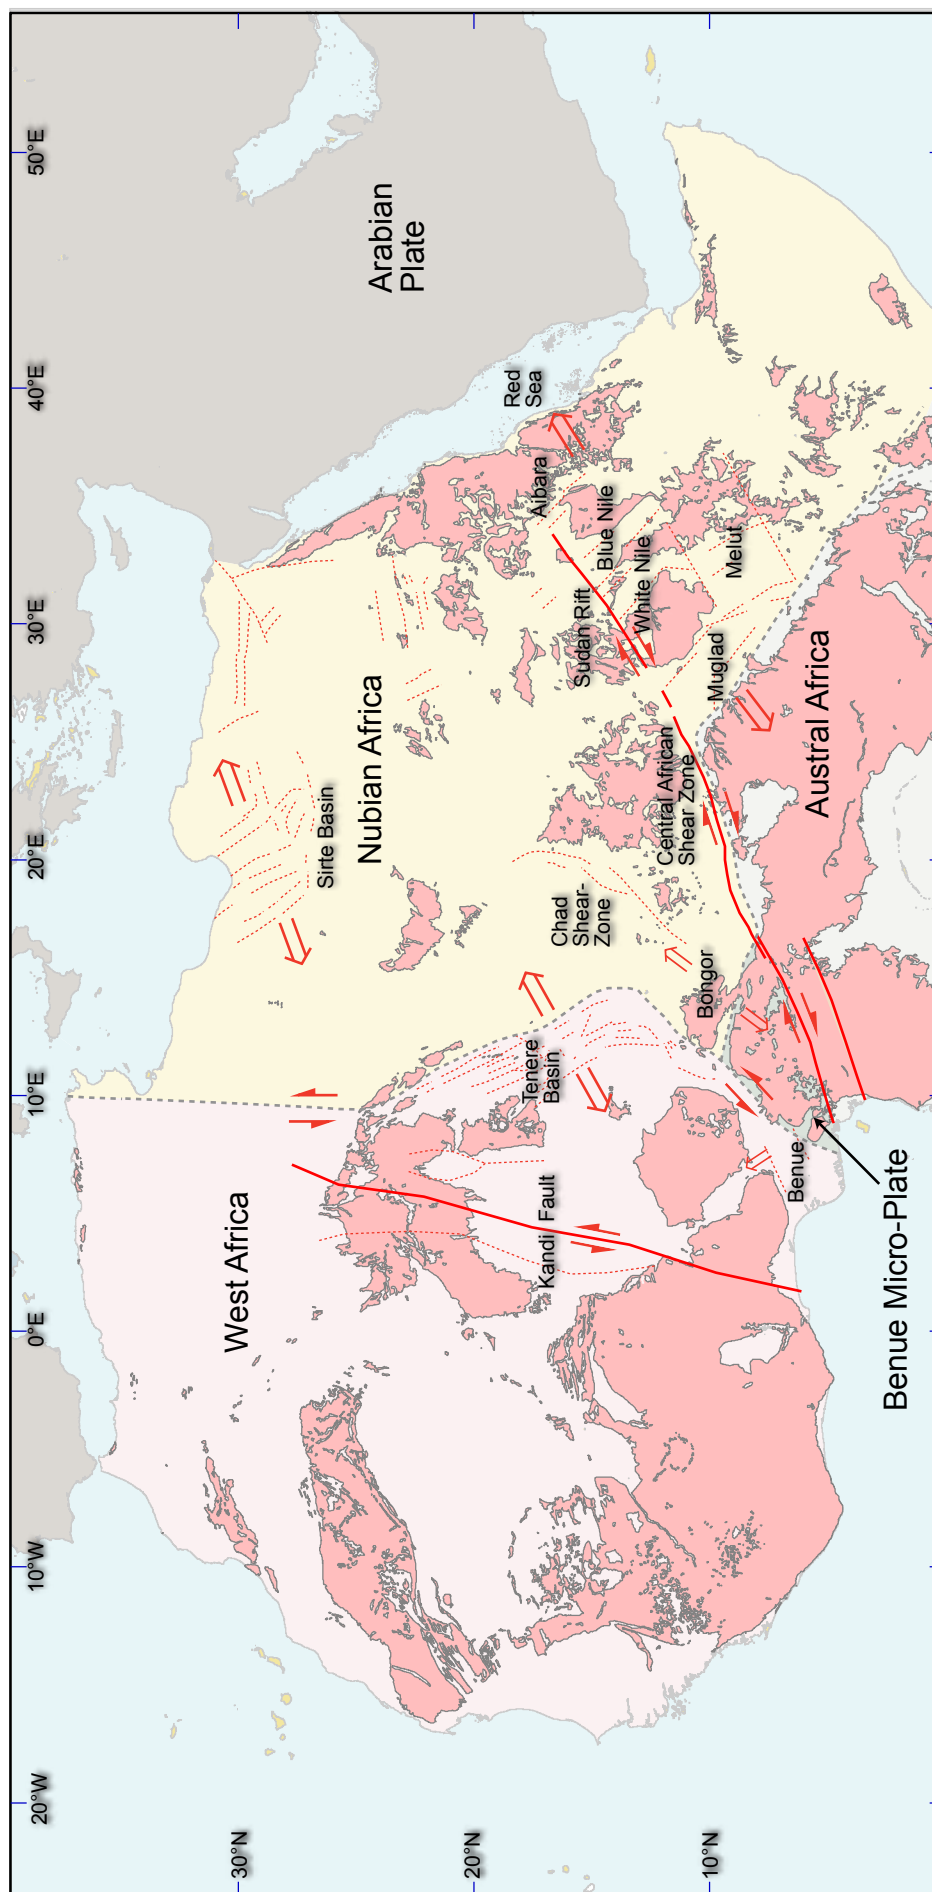 20°W
10°W
0°E
10°E
20°E
30°E
40°E
50°E
30°N
20°N
10°N
Arabian
Plate
Red
Sea
West Africa
Nubian Africa
Sirte Basin
Atbara
Blue Nile
Sudan Rift
White Nile
Melut
Muglad
Chad
Shear-
Zone
Central African
Shear Zone
Tenere
Basin
Bongor
Kandi Fault
Benue
Austral Africa
Benue Micro-Plate